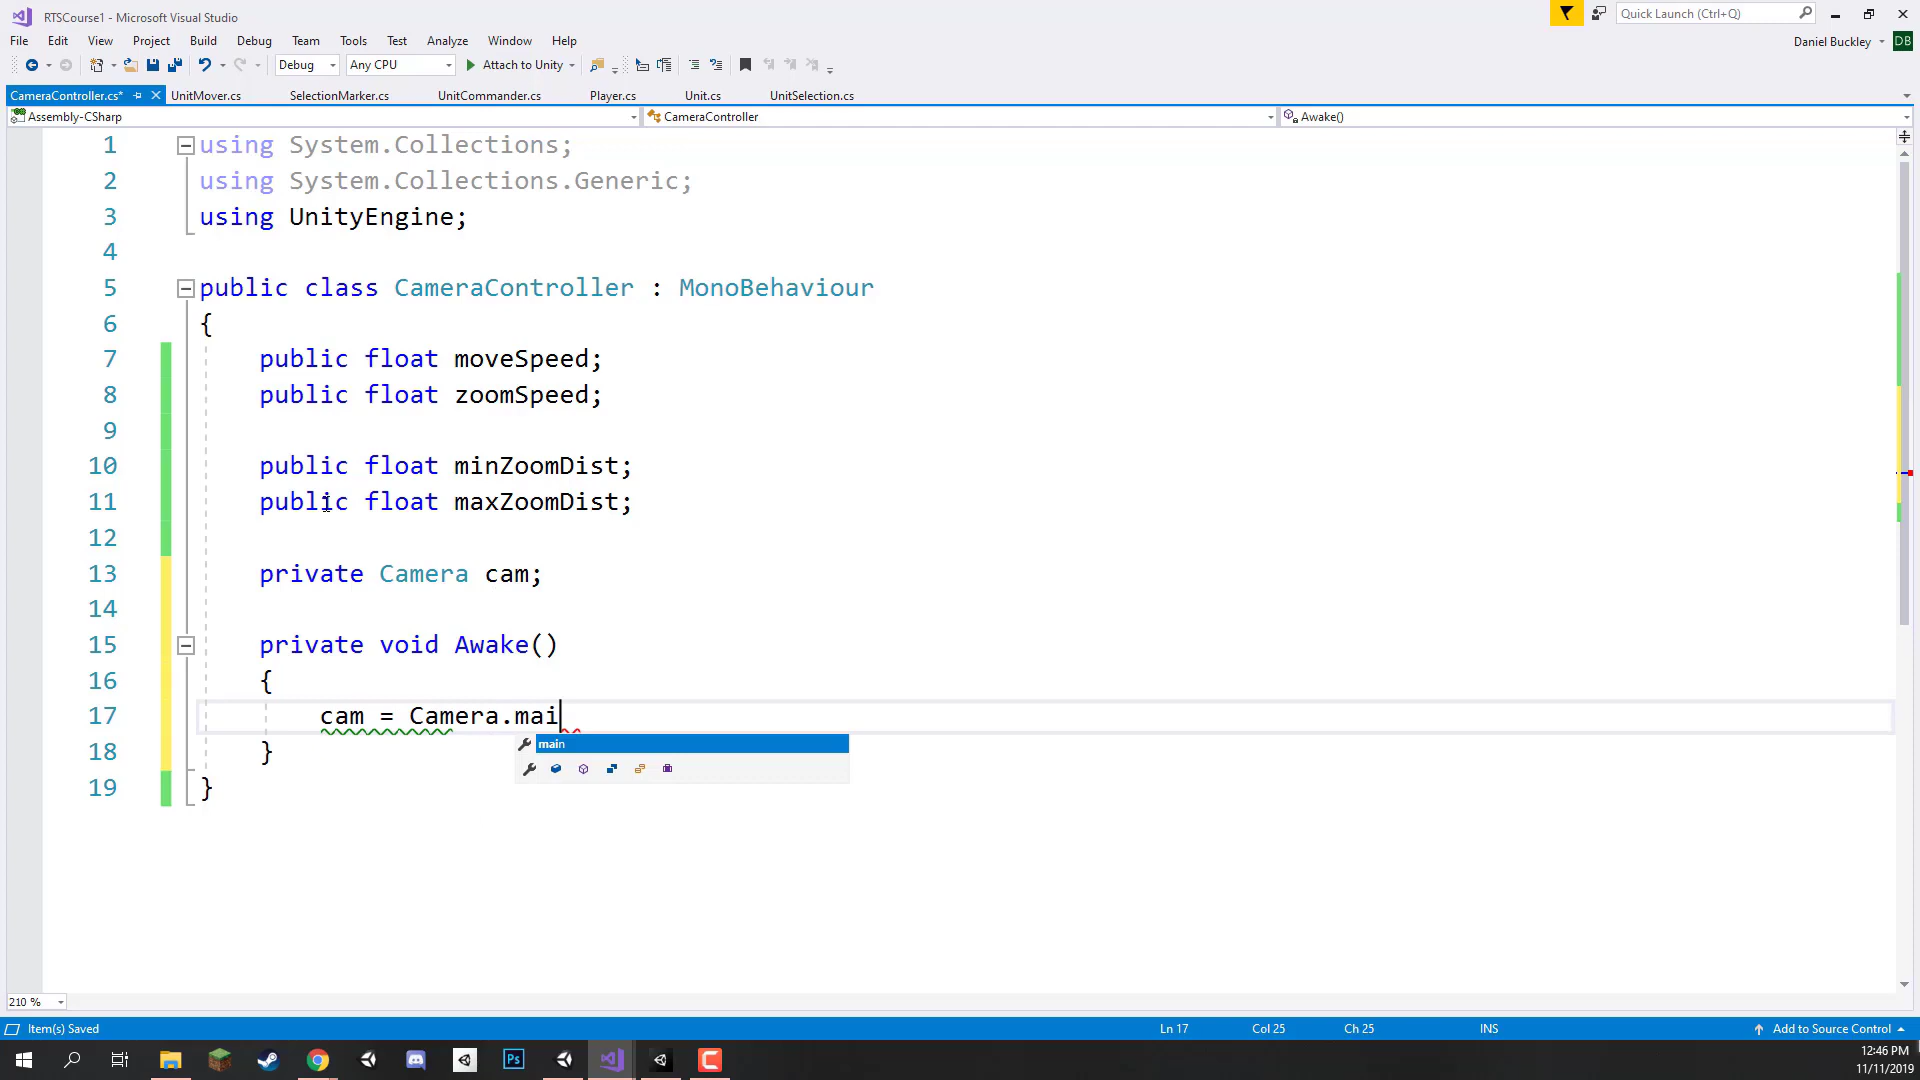 RTSCourse1 - Microsoft Visual Studio
Quick Launch (Ctrl+Q)
File Edit View Project Build Debug Team Tools Test Analyze Window Help
Daniel Buckley DB
Debug Any CPU Attach to Unity
CameraController.cs* UnitMover.cs SelectionMarker.cs UnitCommander.cs Player.cs Unit.cs UnitSelection.cs
Assembly-CSharp CameraController Awake()
1 using System.Collections;
2 using System.Collections.Generic;
3 using UnityEngine;
4
5 public class CameraController : MonoBehaviour
6 {
7 public float moveSpeed;
8 public float zoomSpeed;
9
10 public float minZoomDist;
11 public float maxZoomDist;
12
13 private Camera cam;
14
15 private void Awake()
16 {
17 cam = Camera.mai
main
18 }
19 }
210 %
Item(s) Saved Ln 17 Col 25 Ch 25 INS Add to Source Control
Ps
12:46 PM
11/11/2019